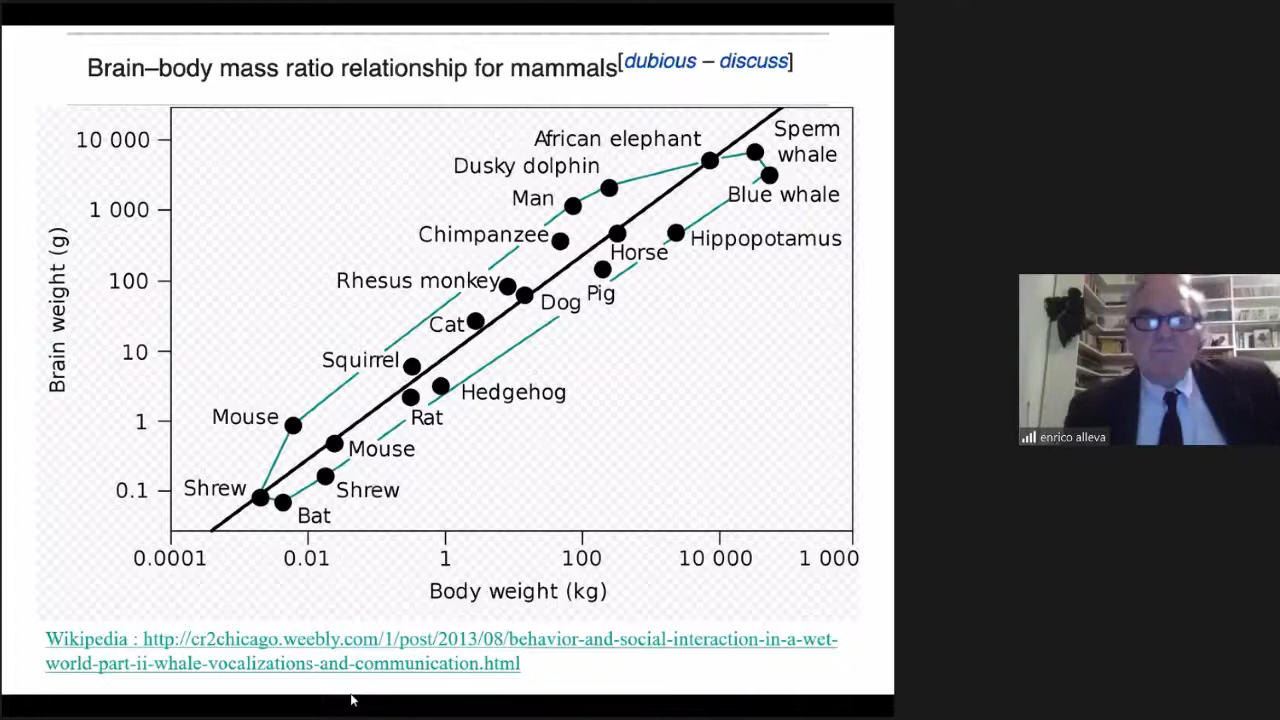 Brain–body mass ratio relationship for mammals[dubious – discuss]
10 000
1 000
100
10
1
0.1
Brain weight (g)
African elephant
Sperm
whale
Dusky dolphin
Man
Blue whale
Chimpanzee
Hippopotamus
Horse
Rhesus monkey
Dog
Pig
Cat
Squirrel
Hedgehog
Mouse
Rat
Mouse
Shrew
Shrew
Bat
0.0001
0.01
1
100
10 000
1 000
Body weight (kg)
Wikipedia : http://cr2chicago.weebly.com/1/post/2013/08/behavior-and-social-interaction-in-a-wet-
world-part-ii-whale-vocalizations-and-communication.html
enrico alleva